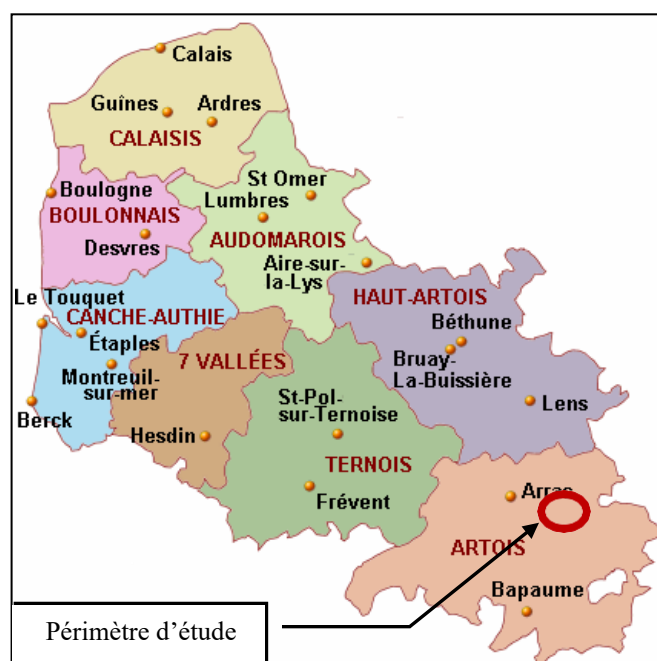 Calais
Guînes
Ardres
CALAISIS
Boulogne
BOULONNAIS
Desvres
St Omer
Lumbres
AUDOMAROIS
Aire-sur-
la-Lys
Le Touquet
CANCHE-AUTHIE
Étaples
Montreuil-
sur-mer
Berck
7 VALLÉES
Hesdin
HAUT-ARTOIS
Béthune
Bruay-
La-Buissière
Lens
St-Pol-
sur-Ternoise
TERNOIS
Frévent
Arras
ARTOIS
Bapaume
Périmètre d'étude